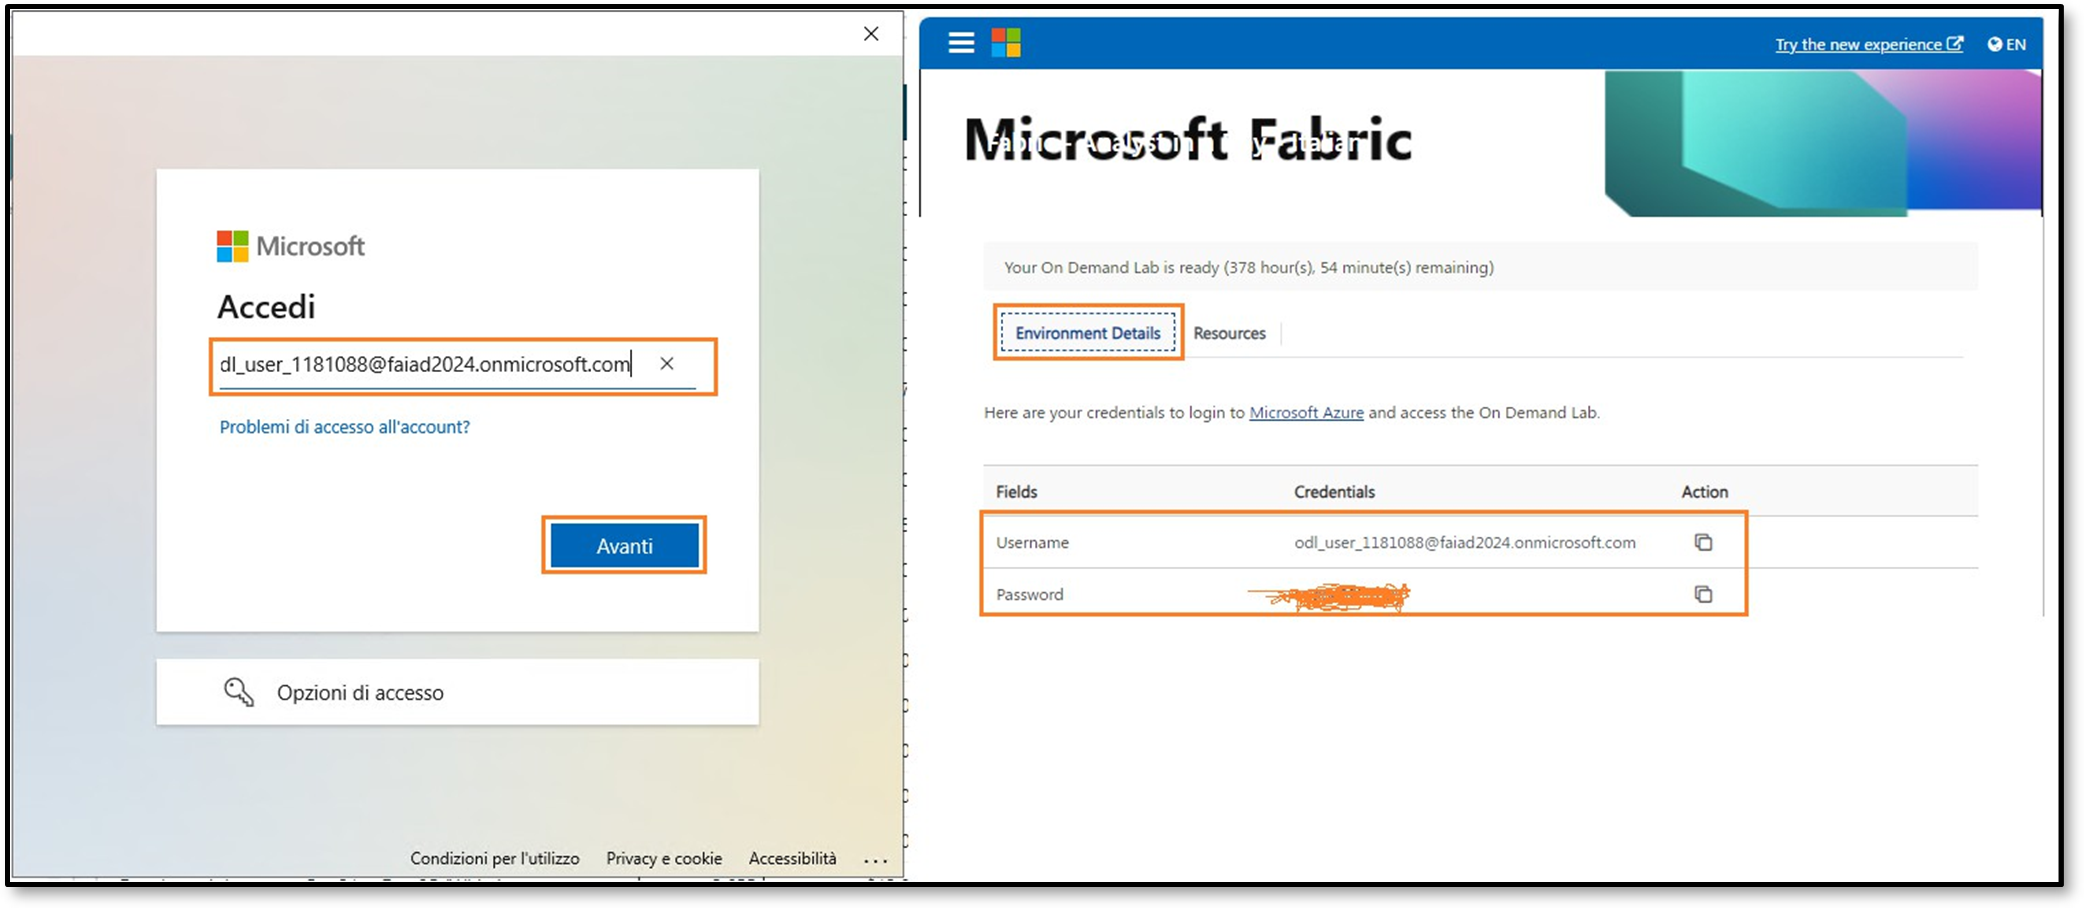 Microsoft
Accedi
dl_user_1181088@faiad2024.onmicrosoft.com
Problemi di accesso all'account?
Avanti
Opzioni di accesso
Condizioni per l'utilizzo Privacy e cookie Accessibilità ...
Try the new experience EN
Microsoft Fabric
Your On Demand Lab is ready (378 hour(s), 54 minute(s) remaining)
Environment Details Resources
Here are your credentials to login to Microsoft Azure and access the On Demand Lab.
Fields Credentials Action
Username odl_user_1181088@faiad2024.onmicrosoft.com
Password